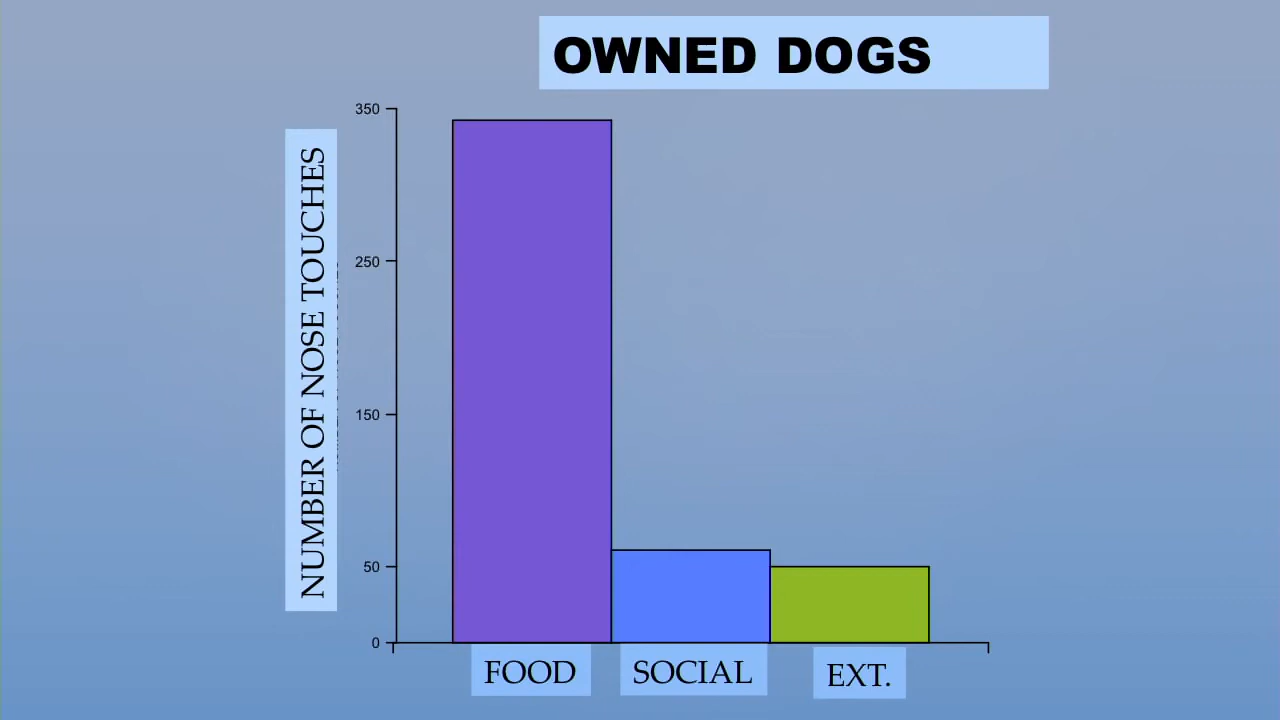 OWNED DOGS
NUMBER OF NOSE TOUCHES
350
250
150
50
0
FOOD
SOCIAL
EXT.